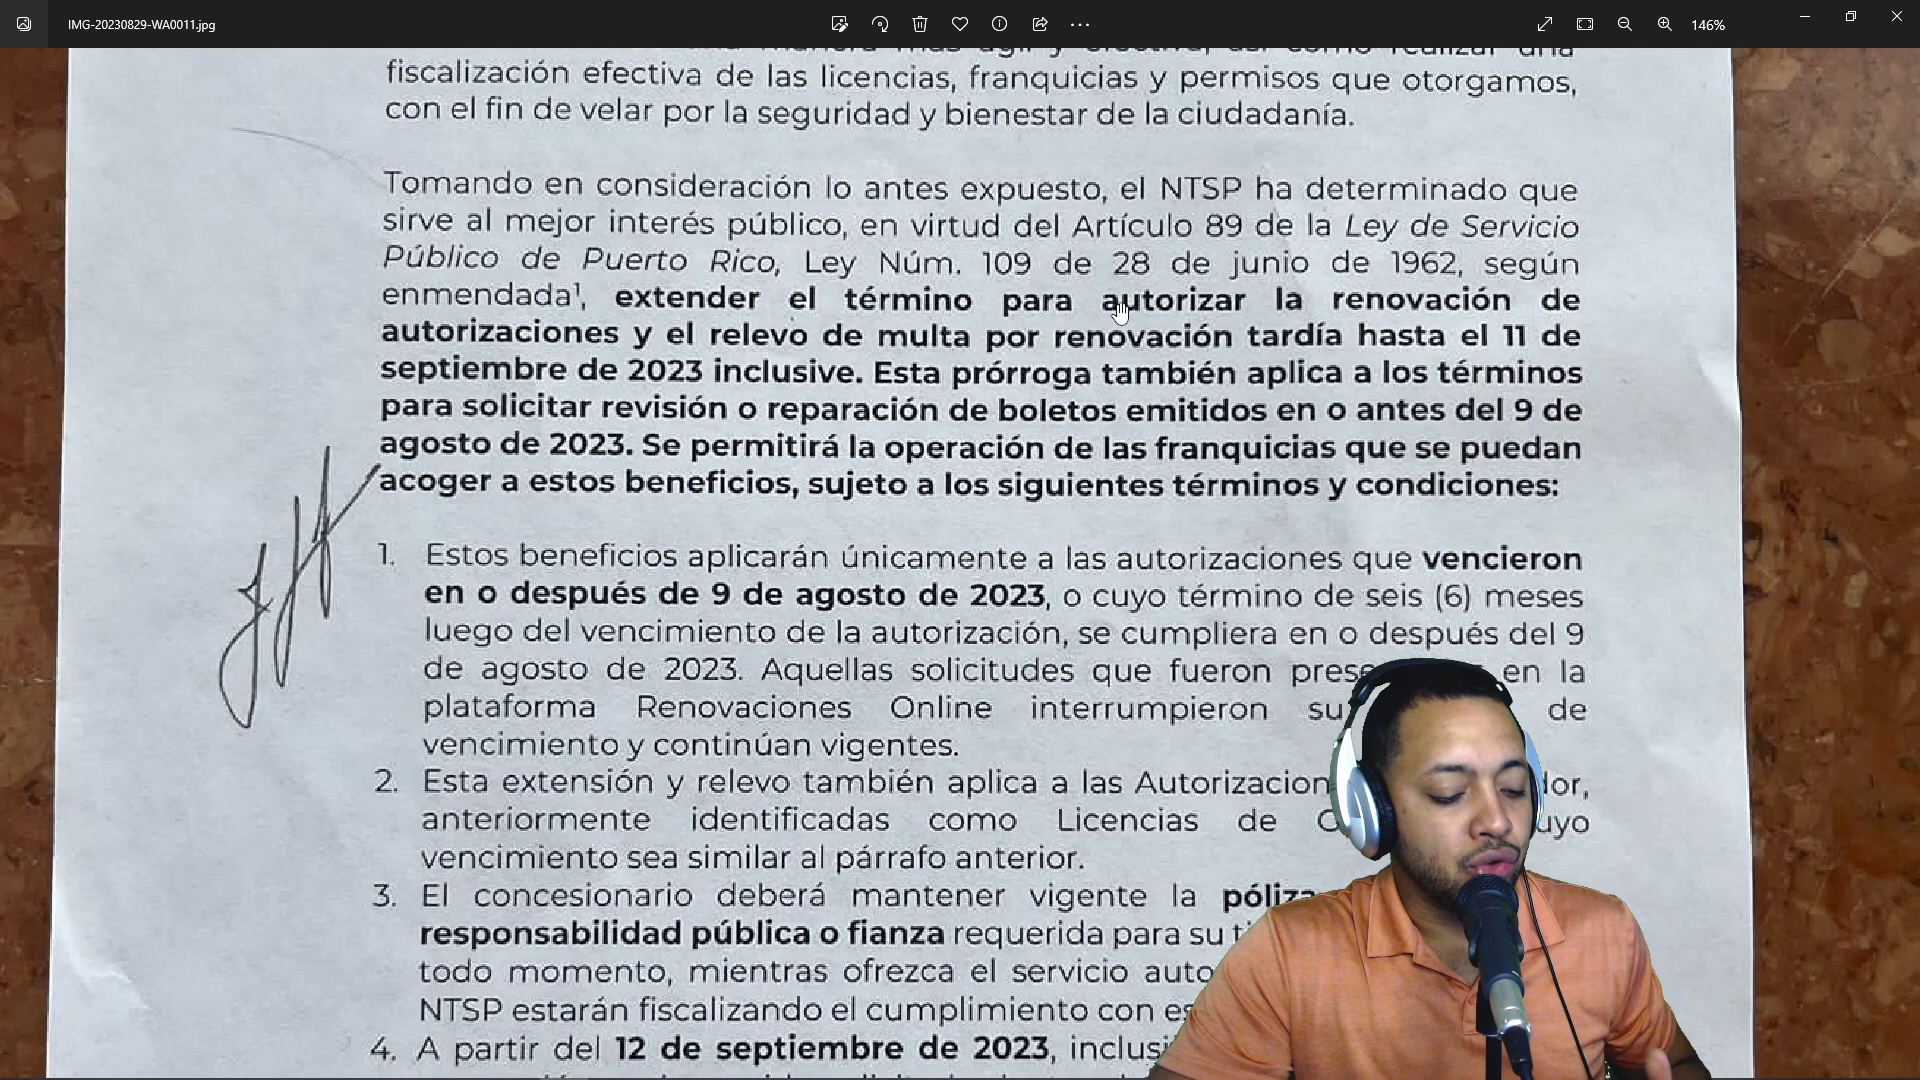 IMG-20230829-WA0011.jpg
146%
fiscalización efectiva de las licencias, franquicias y permisos que otorgamos,
con el fin de velar por la seguridad y bienestar de la ciudadanía.
Tomando en consideración lo antes expuesto, el NTSP ha determinado que
sirve al mejor interés público, en virtud del Artículo 89 de la Ley de Servicio
Público de Puerto Rico, Ley Núm. 109 de 28 de junio de 1962, según
enmendada¹, extender el término para autorizar la renovación de
autorizaciones y el relevo de multa por renovación tardía hasta el 11 de
septiembre de 2023 inclusive. Esta prórroga también aplica a los términos
para solicitar revisión o reparación de boletos emitidos en o antes del 9 de
agosto de 2023. Se permitirá la operación de las franquicias que se puedan
acoger a estos beneficios, sujeto a los siguientes términos y condiciones:
1. Estos beneficios aplicarán únicamente a las autorizaciones que vencieron
en o después de 9 de agosto de 2023, o cuyo término de seis (6) meses
luego del vencimiento de la autorización, se cumpliera en o después del 9
de agosto de 2023. Aquellas solicitudes que fueron en la
plataforma Renovaciones Online interrumpieron su de
vencimiento y continúan vigentes.
2. Esta extensión y relevo también aplica a las
anteriormente identificadas como Licencias de
vencimiento sea similar al párrafo anterior.
3. El concesionario deberá mantener vigente la
responsabilidad pública o fianza requerida para su
todo momento, mientras ofrezca el servicio
NTSP estarán fiscalizando el cumplimiento con
4. A partir del 12 de septiembre de 2023,